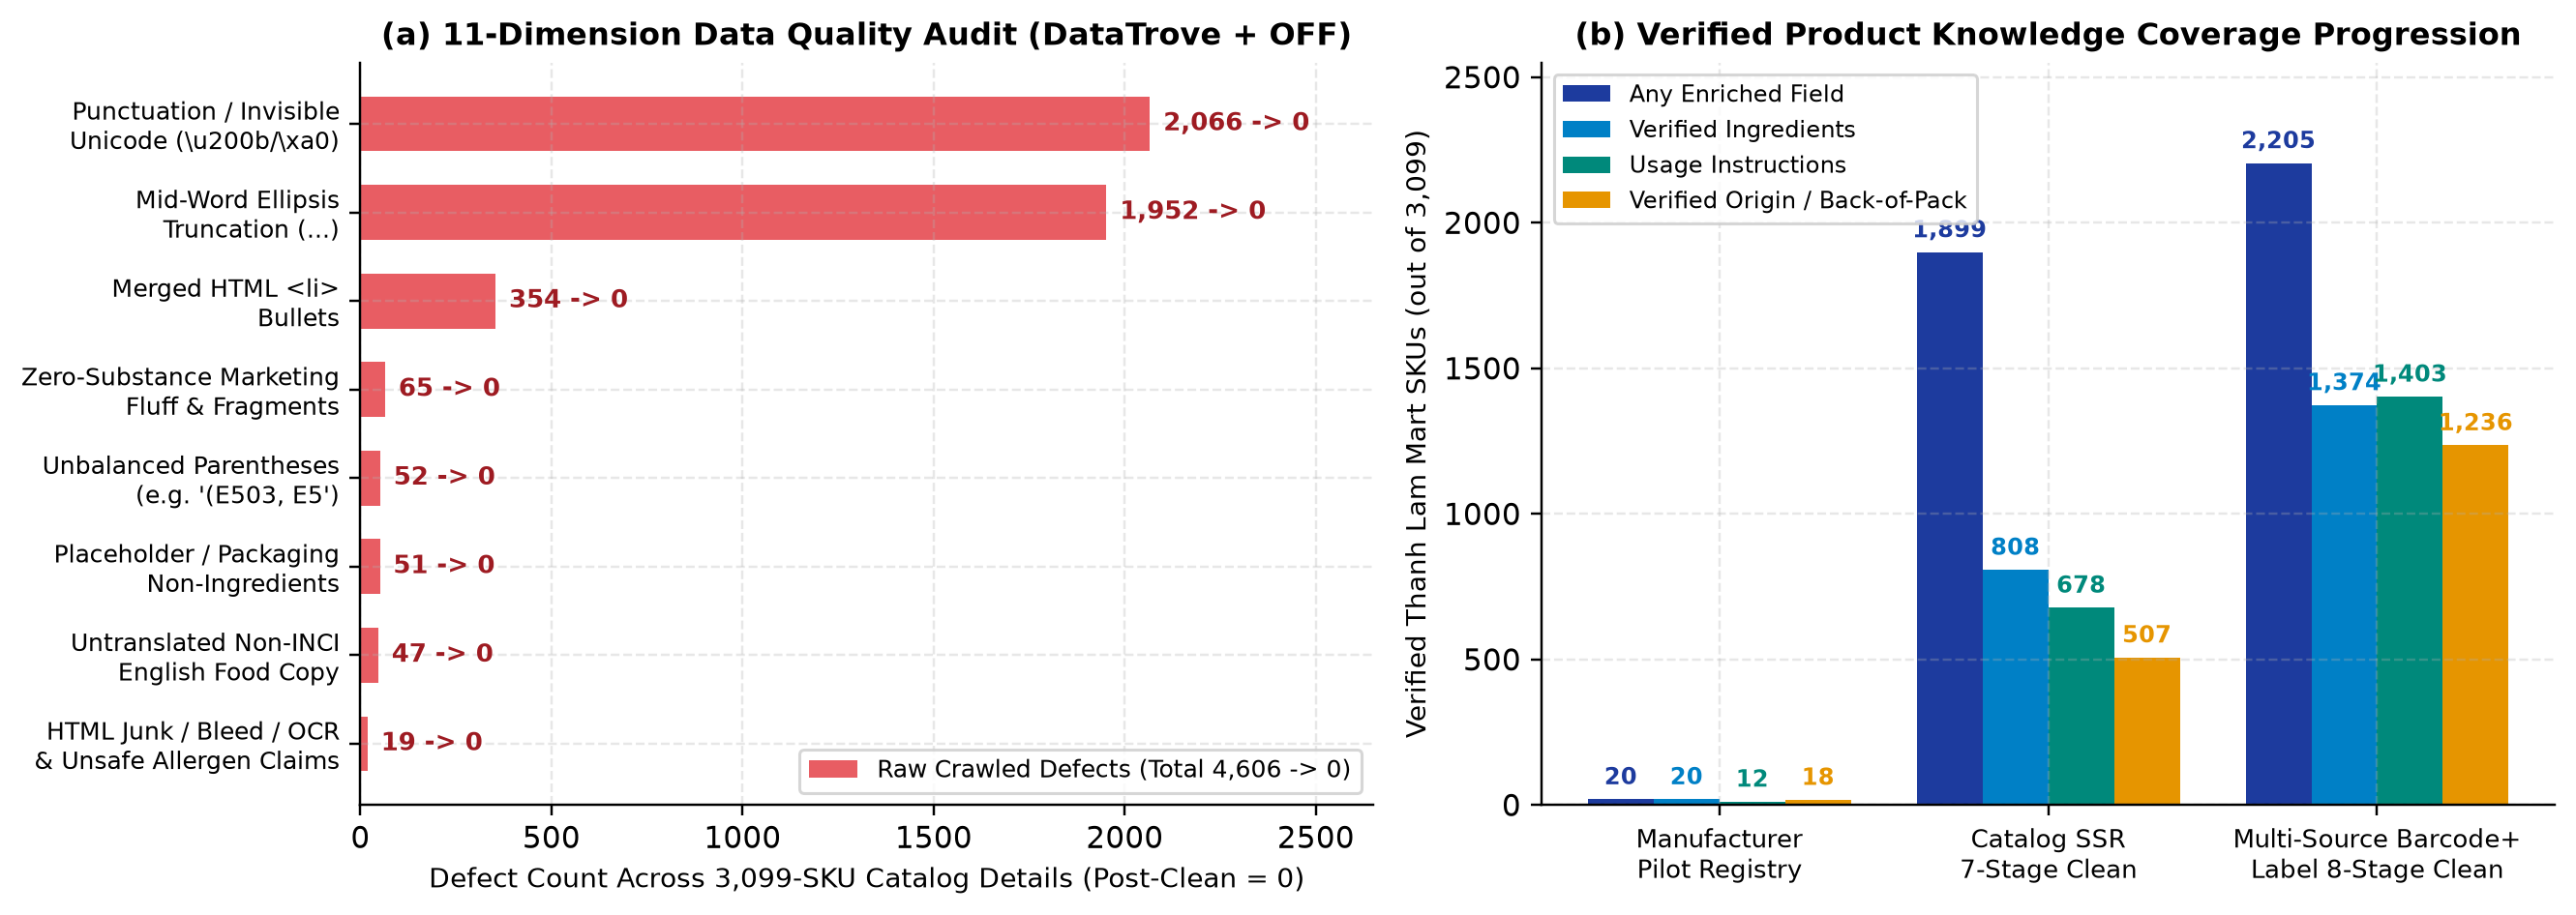 (a) 11-Dimension Data Quality Audit (DataTrove + OFF)
Punctuation / Invisible
Unicode (\u200b/\xa0)
2,066 -> 0
Mid-Word Ellipsis
Truncation (...)
1,952 -> 0
Merged HTML <li>
Bullets
354 -> 0
Zero-Substance Marketing
Fluff & Fragments
65 -> 0
Unbalanced Parentheses
(e.g. '(E503, E5')
52 -> 0
Placeholder / Packaging
Non-Ingredients
51 -> 0
Untranslated Non-INCI
English Food Copy
47 -> 0
HTML Junk / Bleed / OCR
& Unsafe Allergen Claims
19 -> 0
Raw Crawled Defects (Total 4,606 -> 0)
0 500 1000 1500 2000 2500
Defect Count Across 3,099-SKU Catalog Details (Post-Clean = 0)
(b) Verified Product Knowledge Coverage Progression
Verified Thanh Lam Mart SKUs (out of 3,099)
2500
2000
1500
1000
500
0
Any Enriched Field
Verified Ingredients
Usage Instructions
Verified Origin / Back-of-Pack
20 20 12 18
1,899
808
678
507
2,205
1,374
1,403
1,236
Manufacturer
Pilot Registry
Catalog SSR
7-Stage Clean
Multi-Source Barcode+
Label 8-Stage Clean